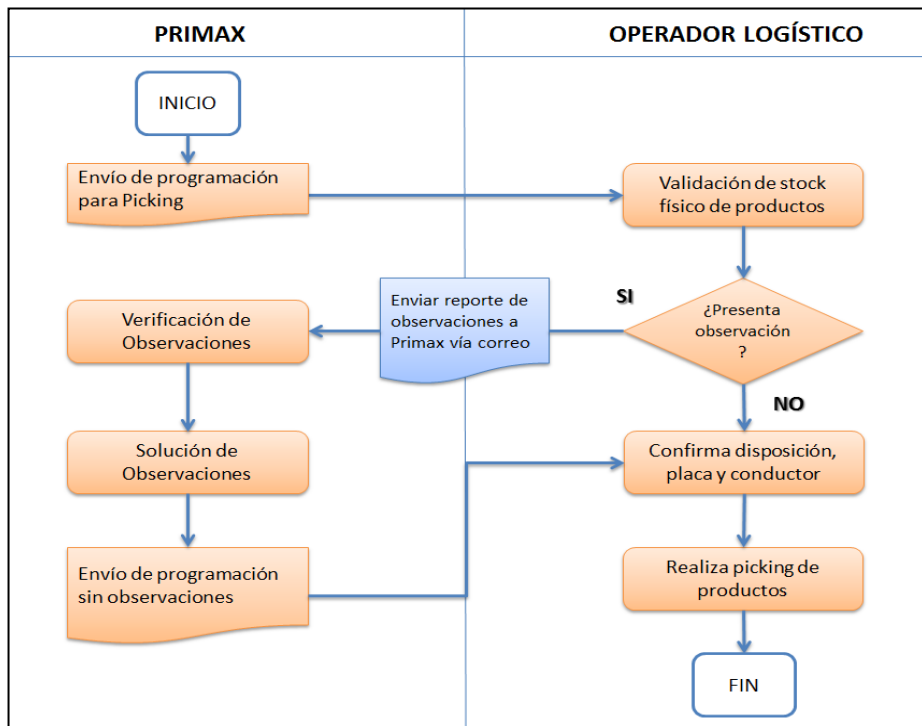 PRIMAX
OPERADOR LOGÍSTICO
INICIO
Envío de programación
para Picking
Validación de stock
físico de productos
¿Presenta
observación
?
SI
Enviar reporte de
observaciones a
Primax vía correo
Verificación de
Observaciones
Solución de
Observaciones
Envío de programación
sin observaciones
NO
Confirma disposición,
placa y conductor
Realiza picking de
productos
FIN